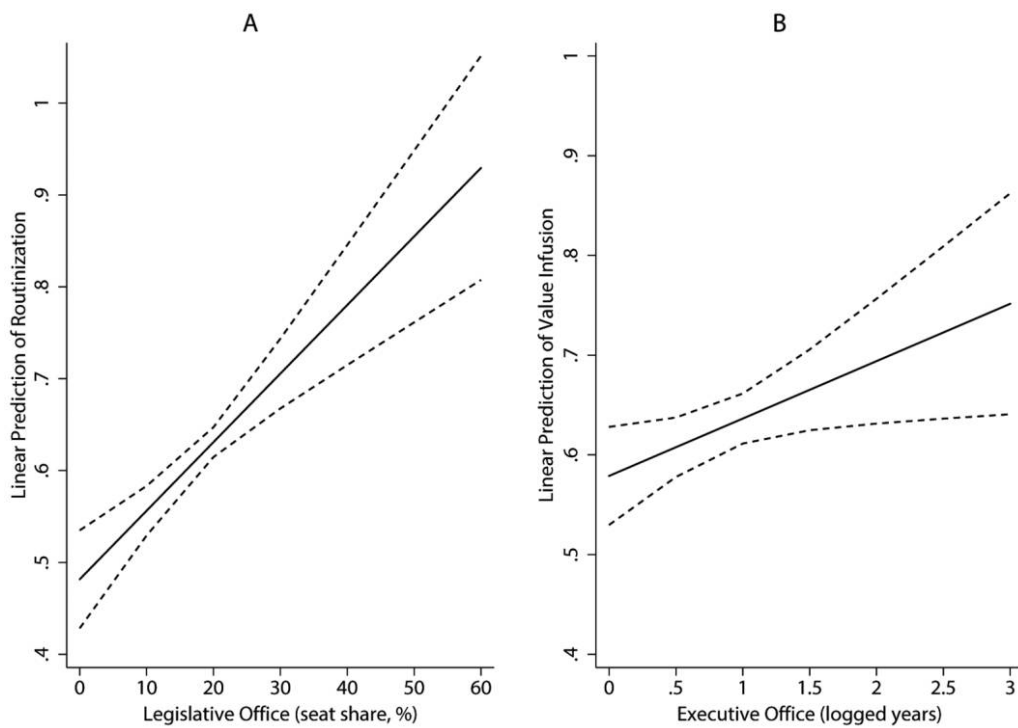 A
Linear Prediction of Routinization
1
.9
.8
.7
.6
.5
.4
0 10 20 30 40 50 60
Legislative Office (seat share, %)
B
Linear Prediction of Value Infusion
1
.9
.8
.7
.6
.5
.4
0 .5 1 1.5 2 2.5 3
Executive Office (logged years)